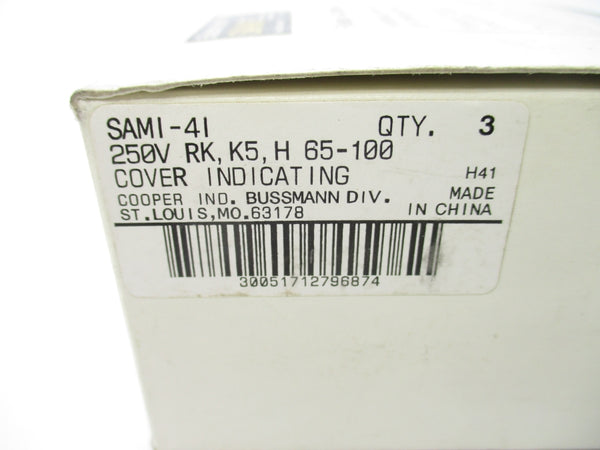 SAMI-4I QTY. 3
250V RK, K5, H 65-100
COVER INDICATING H41
COOPER IND. BUSSMANN DIV. MADE
ST. LOUIS, MO. 63178 IN CHINA
30051712796874